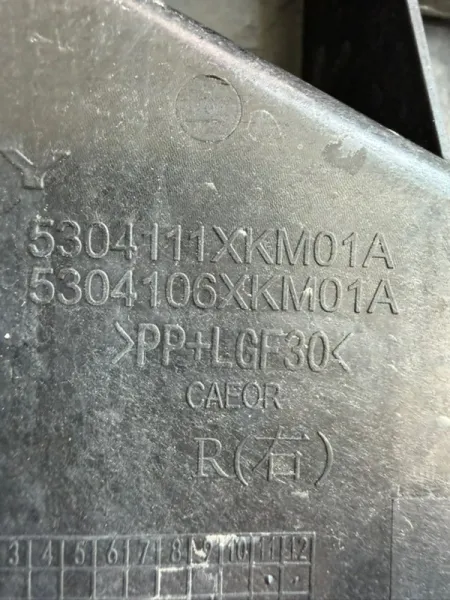 Y
5304111XKM01A
5304106XKM01A
>PP+LGF30<
CAEOR
R(右)
3 4 5 6 7 8 9 10 11 12